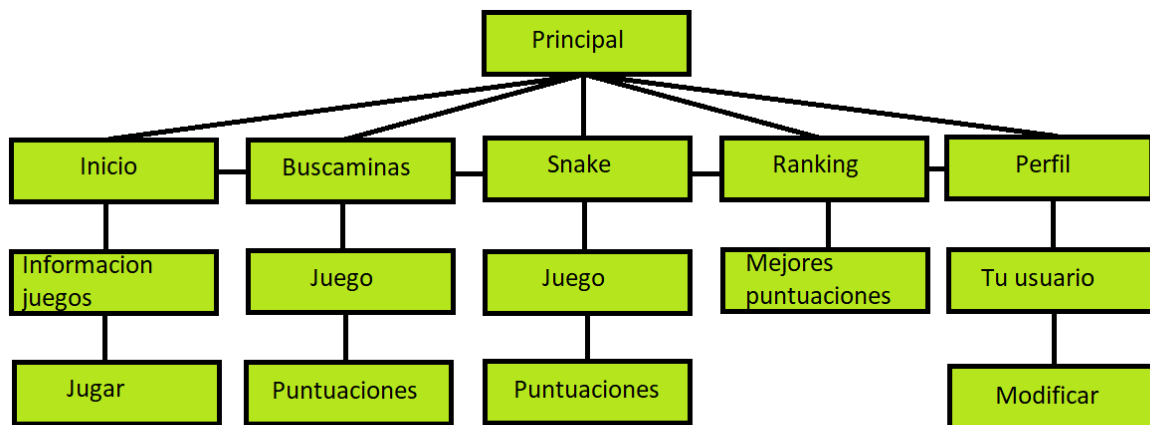 Principal
Inicio
Buscaminas
Snake
Ranking
Perfil
Informacion
juegos
Juego
Juego
Mejores
puntuaciones
Tu usuario
Jugar
Puntuaciones
Puntuaciones
Modificar